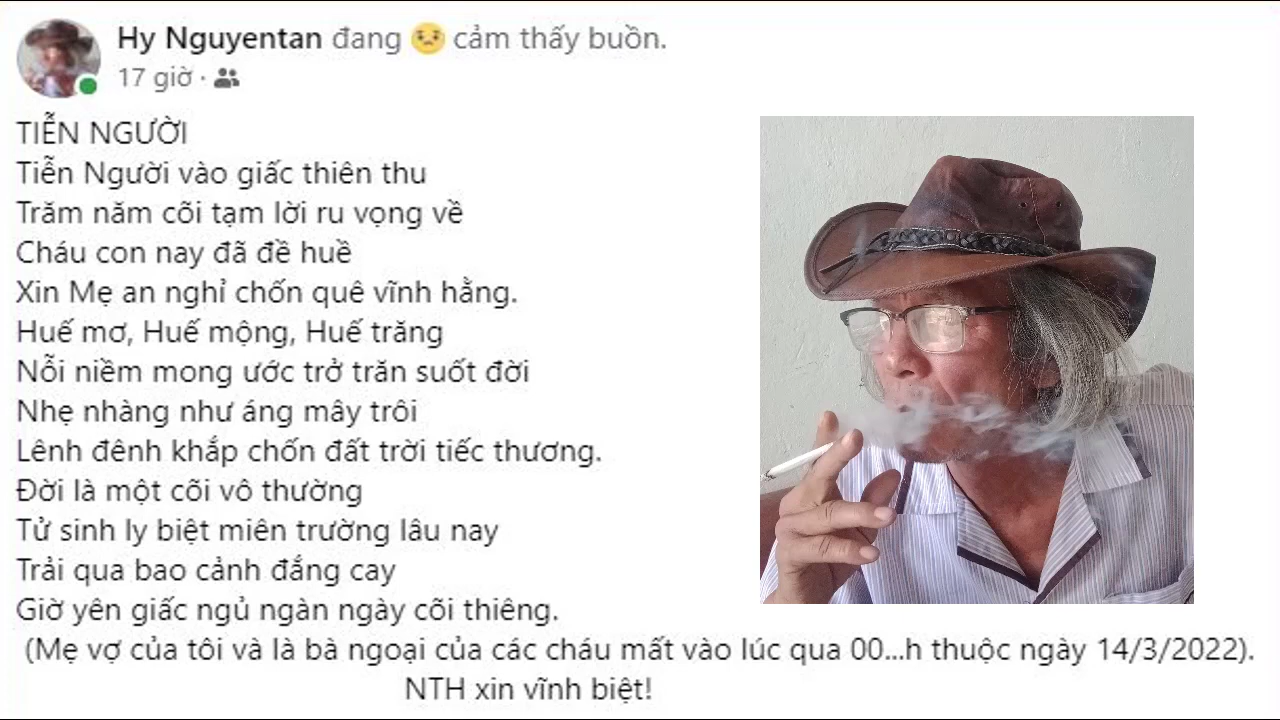 Hy Nguyentan đang 😟 cảm thấy buồn.
17 giờ ·
TIỄN NGƯỜI
Tiễn Người vào giấc thiên thu
Trăm năm cõi tạm lời ru vọng về
Cháu con nay đã đề huề
Xin Mẹ an nghỉ chốn quê vĩnh hằng.
Huế mơ, Huế mộng, Huế trăng
Nỗi niềm mong ước trở trăn suốt đời
Nhẹ nhàng như áng mây trôi
Lênh đênh khắp chốn đất trời tiếc thương.
Đời là một cõi vô thường
Tử sinh ly biệt miên trường lâu nay
Trải qua bao cảnh đắng cay
Giờ yên giấc ngủ ngàn ngày cõi thiêng.
(Mẹ vợ của tôi và là bà ngoại của các cháu mất vào lúc qua 00...h thuộc ngày 14/3/2022).
NTH xin vĩnh biệt!